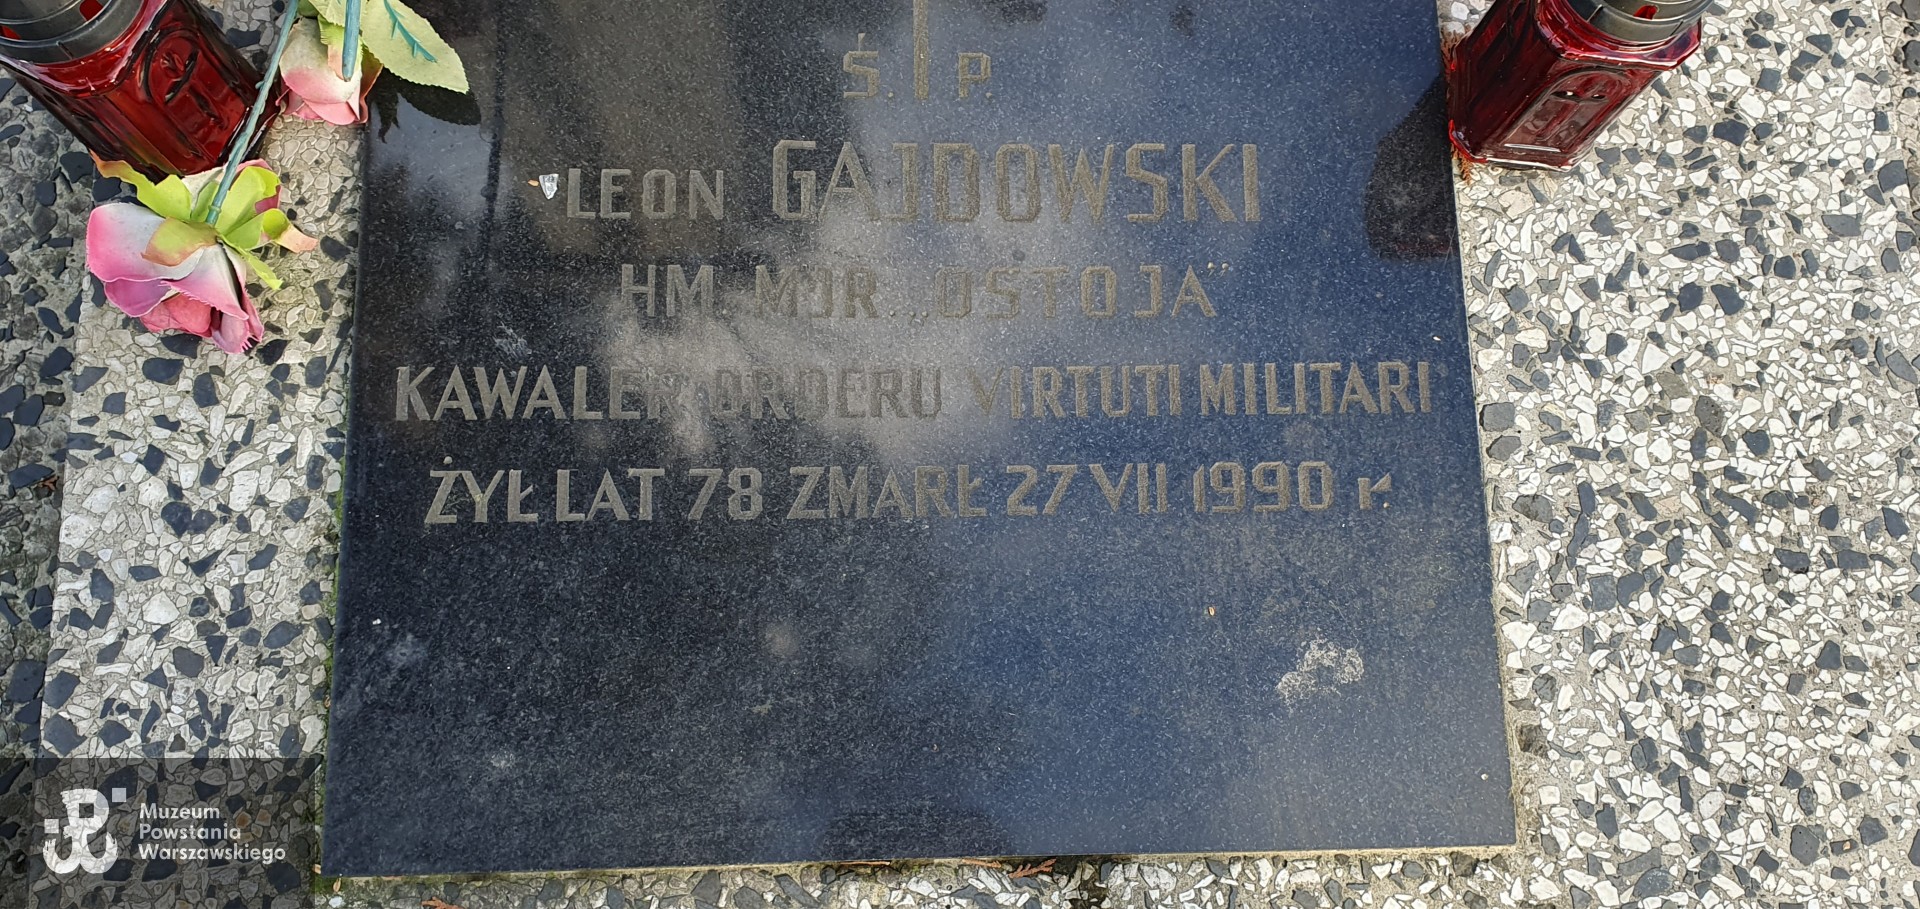 Ś. P.
LEON GAJDOWSKI
HM. MJR. „OSTOJA"
KAWALER ORDERU VIRTUTI MILITARI
ŻYŁ LAT 78 ZMARŁ 27 VII 1990 r.
Muzeum
Powstania
Warszawskiego